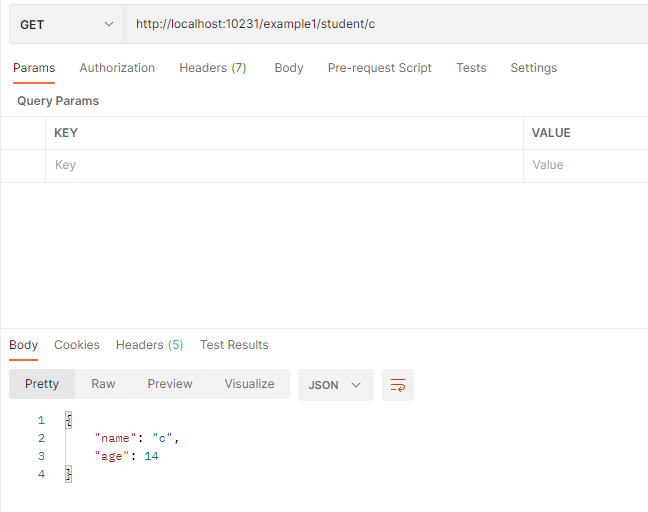 GET http://localhost:10231/example1/student/c
Params Authorization Headers (7) Body Pre-request Script Tests Settings
Query Params
KEY VALUE
Key Value
Body Cookies Headers (5) Test Results
Pretty Raw Preview Visualize JSON
1 {
2 "name": "c",
3 "age": 14
4 }